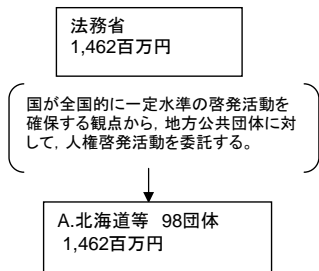 法務省
1,462百万円
国が全国的に一定水準の啓発活動を
確保する観点から，地方公共団体に対
して，人権啓発活動を委託する。
A.北海道等 98団体
1,462百万円